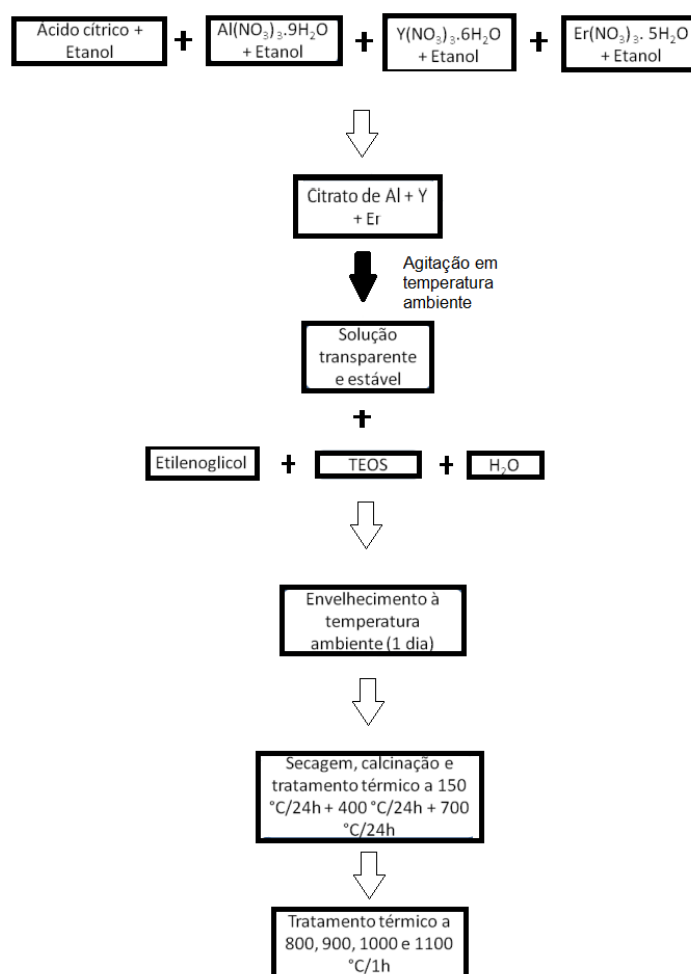 Ácido cítrico +
Etanol
+
Al(NO₃)₃.9H₂O
+ Etanol
+
Y(NO₃)₃.6H₂O
+ Etanol
+
Er(NO₃)₃. 5H₂O
+ Etanol
Citrato de Al + Y
+ Er
Agitação em
temperatura
ambiente
Solução
transparente
e estável
+
Etilenoglicol + TEOS + H₂O
Envelhecimento à
temperatura
ambiente (1 dia)
Secagem, calcinação e
tratamento térmico a 150
°C/24h + 400 °C/24h + 700
°C/24h
Tratamento térmico a
800, 900, 1000 e 1100
°C/1h